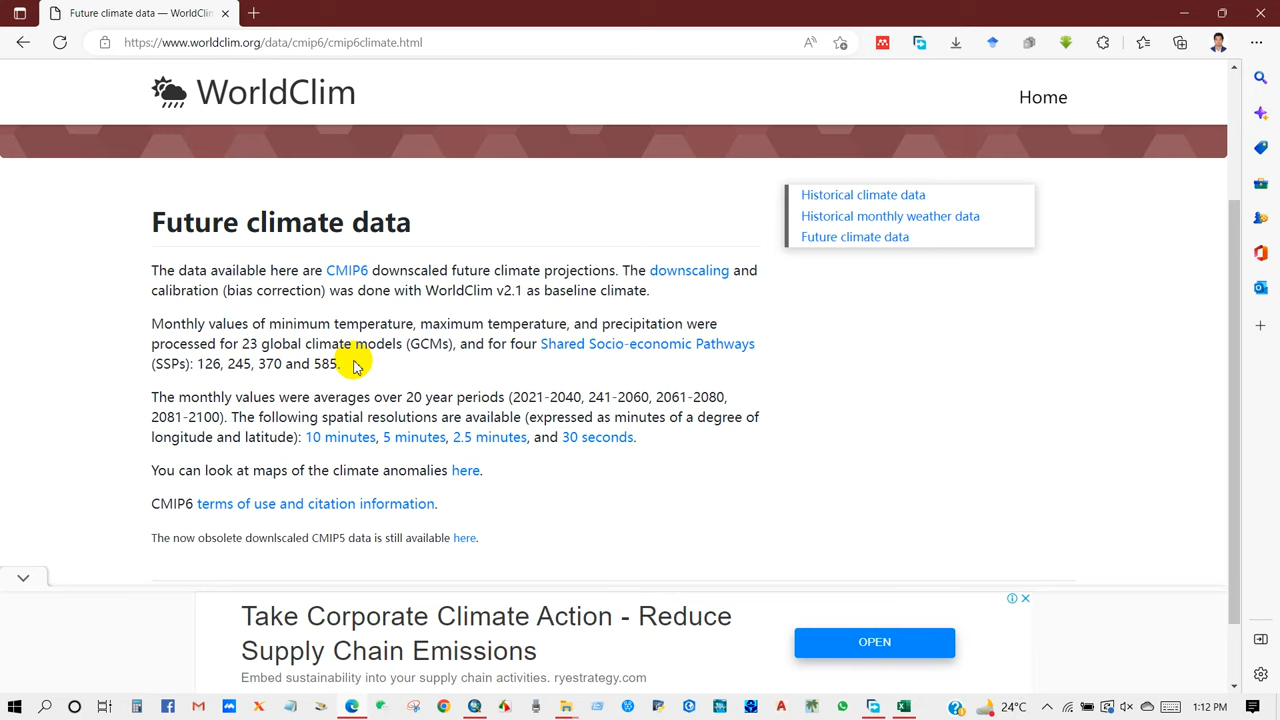 Future climate data — WorldClim
https://www.worldclim.org/data/cmip6/cmip6climate.html
WorldClim
Home
Historical climate data
Historical monthly weather data
Future climate data
Future climate data
The data available here are CMIP6 downscaled future climate projections. The downscaling and
calibration (bias correction) was done with WorldClim v2.1 as baseline climate.
Monthly values of minimum temperature, maximum temperature, and precipitation were
processed for 23 global climate models (GCMs), and for four Shared Socio-economic Pathways
(SSPs): 126, 245, 370 and 585.
The monthly values were averages over 20 year periods (2021-2040, 241-2060, 2061-2080,
2081-2100). The following spatial resolutions are available (expressed as minutes of a degree of
longitude and latitude): 10 minutes, 5 minutes, 2.5 minutes, and 30 seconds.
You can look at maps of the climate anomalies here.
CMIP6 terms of use and citation information.
The now obsolete downlscaled CMIP5 data is still available here.
Take Corporate Climate Action - Reduce
Supply Chain Emissions
Embed sustainability into your supply chain activities. ryestrategy.com
OPEN
24°C
1:12 PM